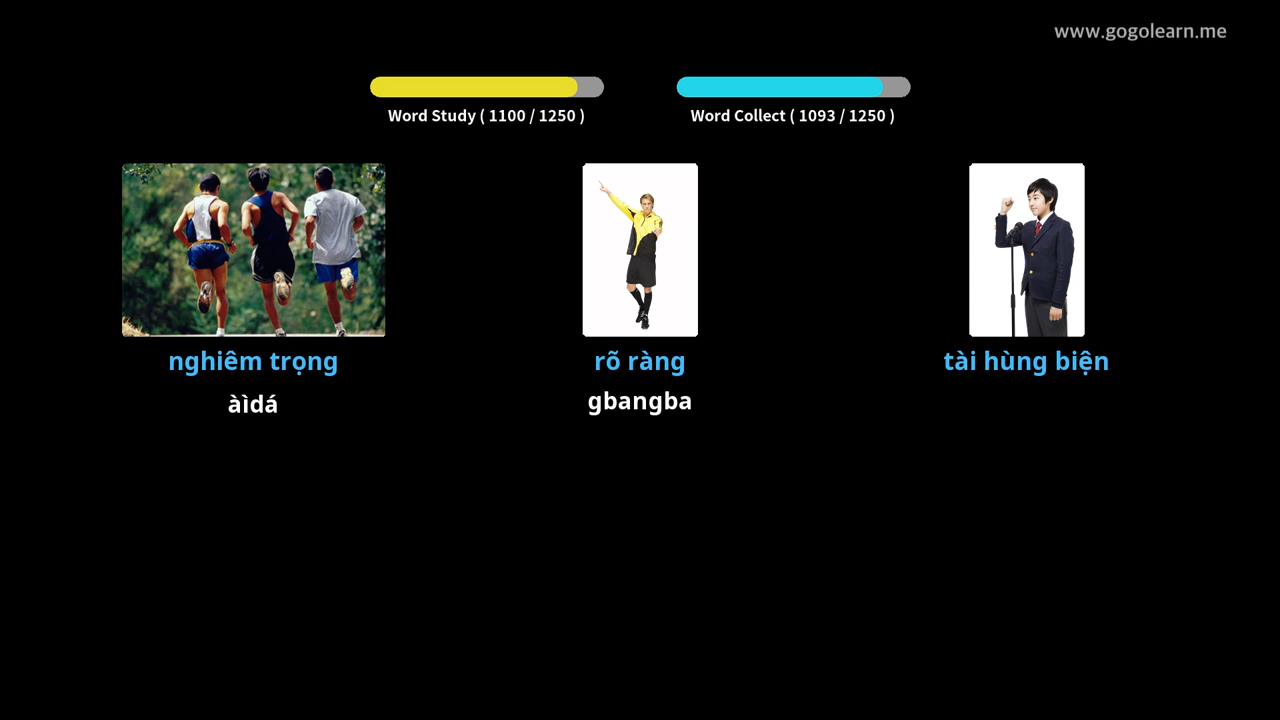 www.gogolearn.me
Word Study ( 1100 / 1250 )
Word Collect ( 1093 / 1250 )
nghiêm trọng
rõ ràng
tài hùng biện
àìdá
gbangba